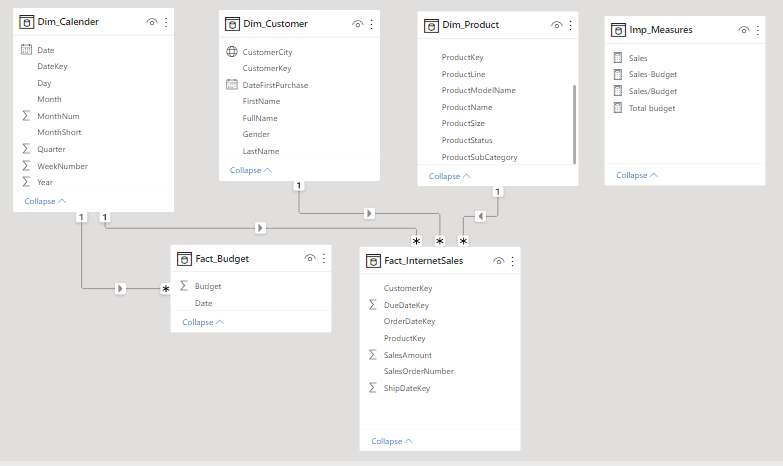 Dim_Calender
Date
DateKey
Day
Month
MonthNum
MonthShort
Quarter
WeekNumber
Year
Collapse
Dim_Customer
CustomerCity
CustomerKey
DateFirstPurchase
FirstName
FullName
Gender
LastName
Collapse
Dim_Product
ProductKey
ProductLine
ProductModelName
ProductName
ProductSize
ProductStatus
ProductSubCategory
Collapse
Imp_Measures
Sales
Sales-Budget
Sales/Budget
Total budget
Collapse
1
1
1
1
*
*
*
*
Fact_Budget
Budget
Date
Collapse
Fact_InternetSales
CustomerKey
DueDateKey
OrderDateKey
ProductKey
SalesAmount
SalesOrderNumber
ShipDateKey
Collapse